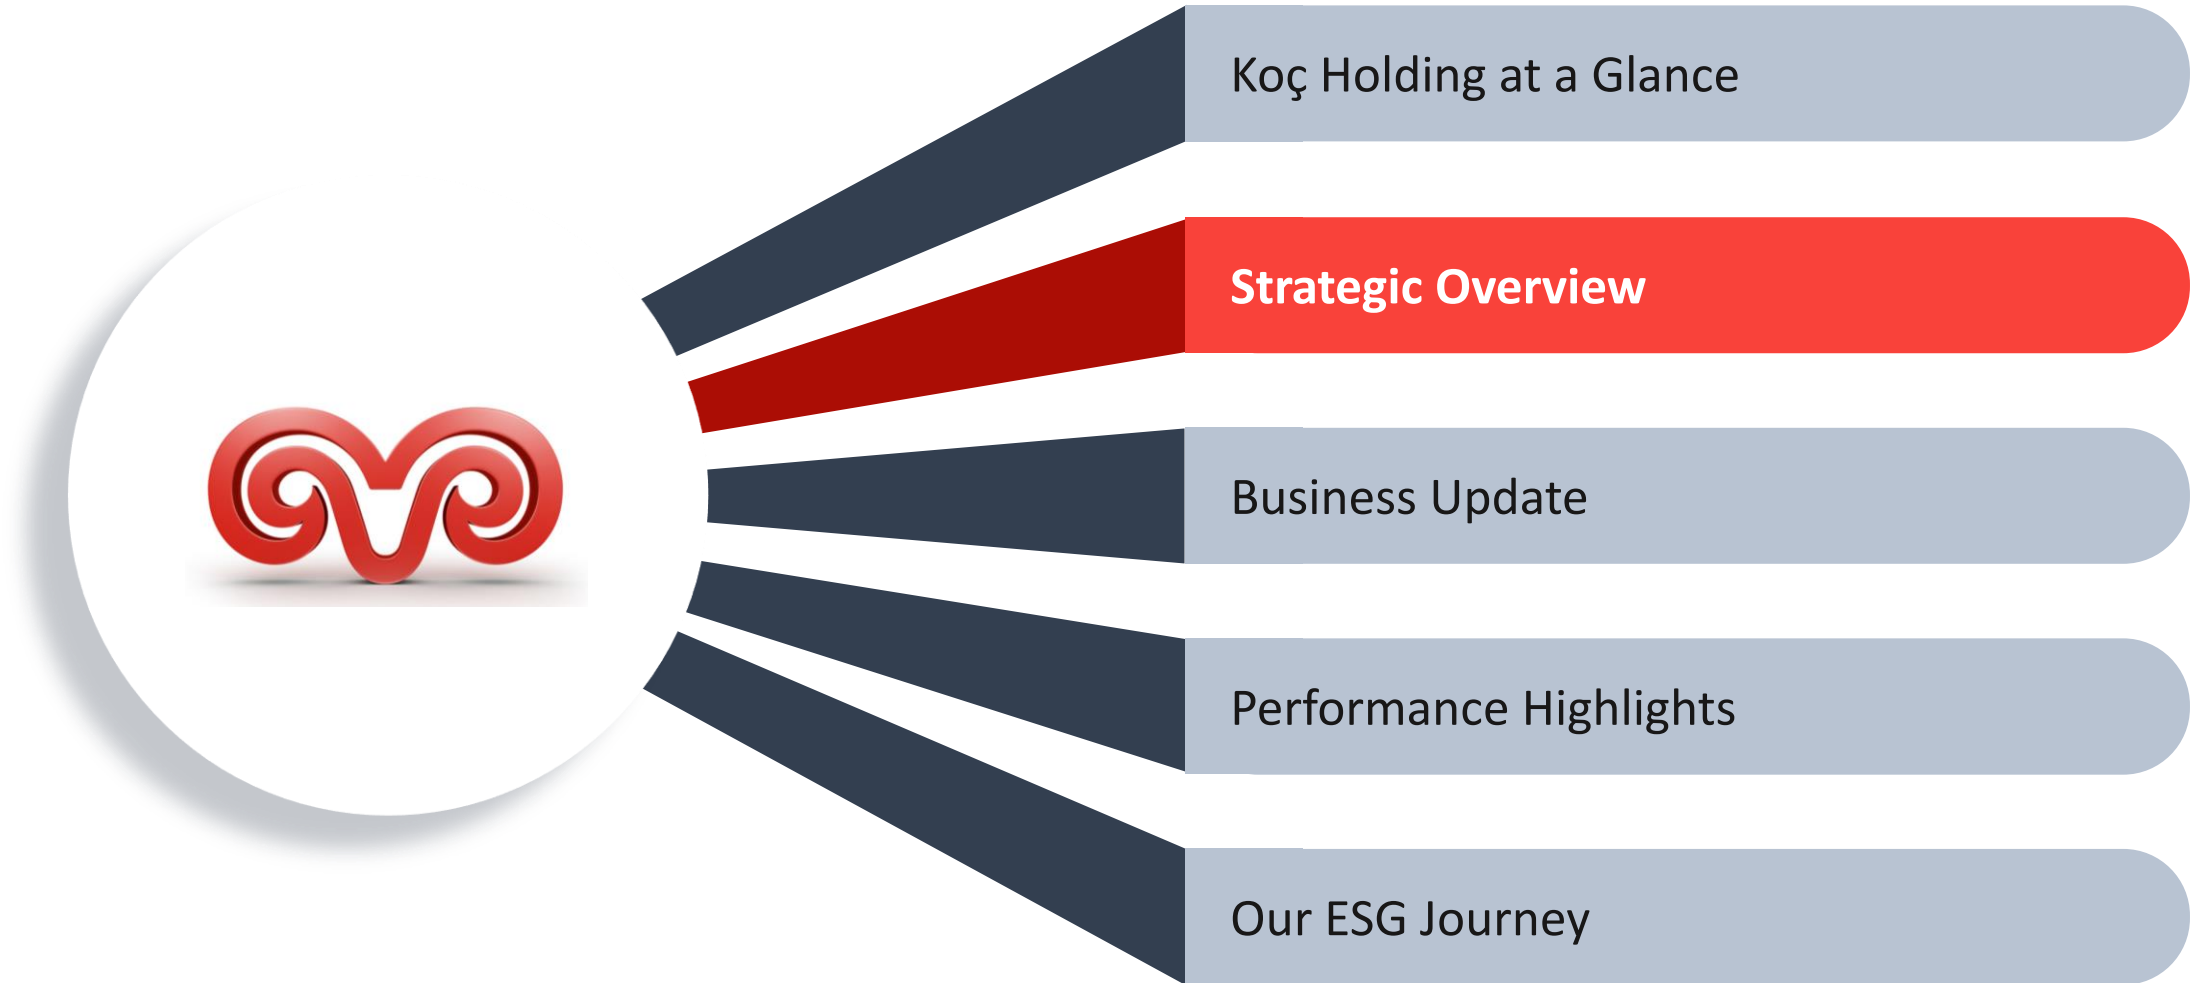 Koç Holding at a Glance
Strategic Overview
Business Update
Performance Highlights
Our ESG Journey